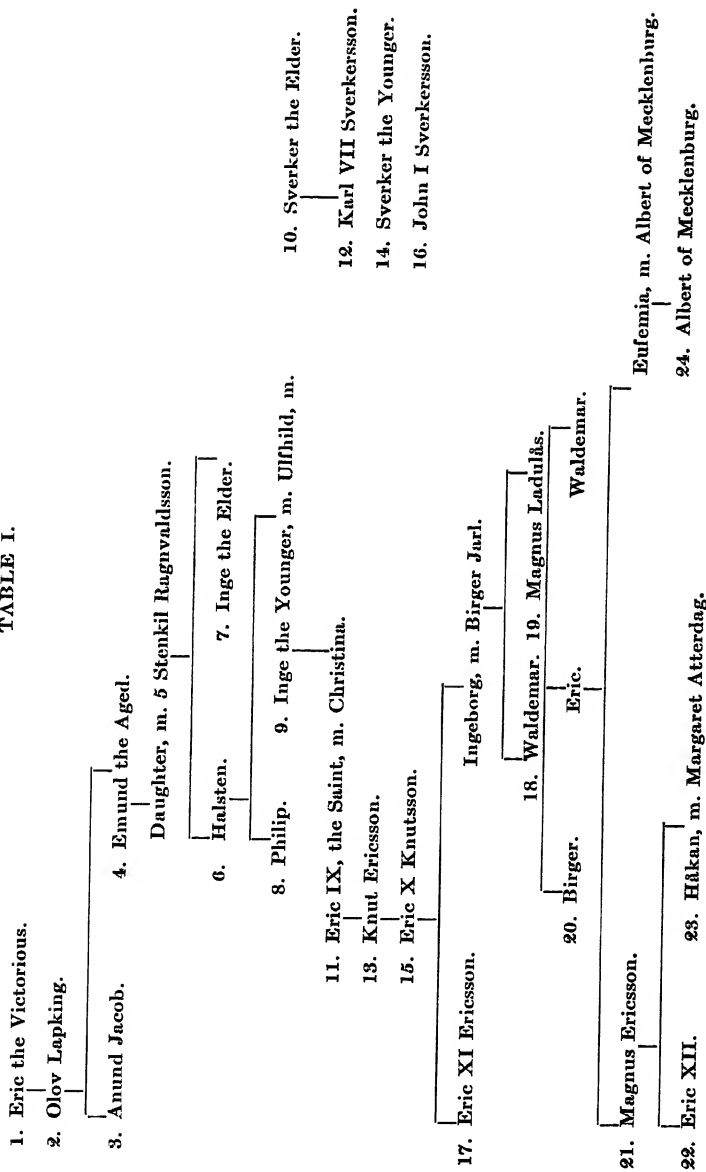 TABLE I.
1. Eric the Victorious.
2. Olov Lapking.
3. Anund Jacob.
4. Emund the Aged.
Daughter, m. 5 Stenkil Ragnvaldsson.
6. Halsten.
7. Inge the Elder.
8. Philip.
9. Inge the Younger, m. Ulfhild, m.
10. Sverker the Elder.
11. Eric IX, the Saint, m. Christina.
12. Karl VII Sverkersson.
13. Knut Ericsson.
14. Sverker the Younger.
15. Eric X Knutsson.
16. John I Sverkersson.
17. Eric XI Ericsson.
Ingeborg, m. Birger Jarl.
18. Waldemar. 19. Magnus Ladulås.
20. Birger.
Eric.
Waldemar.
21. Magnus Ericsson.
Eufemia, m. Albert of Mecklenburg.
22. Eric XII.
23. Håkan, m. Margaret Atterdag.
24. Albert of Mecklenburg.